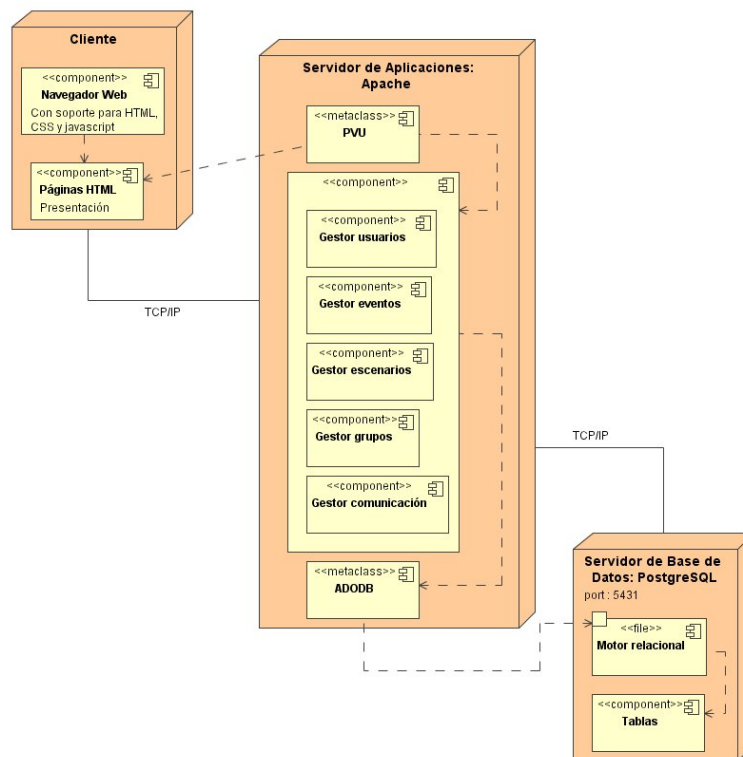 Cliente
<<component>>
Navegador Web
Con soporte para HTML,
CSS y javascript
<<component>>
Páginas HTML
Presentación
TCP/IP
Servidor de Aplicaciones:
Apache
<<metaclass>>
PVU
<<component>>
<<component>>
Gestor usuarios
<<component>>
Gestor eventos
<<component>>
Gestor escenarios
<<component>>
Gestor grupos
<<component>>
Gestor comunicación
<<metaclass>>
ADODB
TCP/IP
Servidor de Base de
Datos: PostgreSQL
port : 5431
<<file>>
Motor relacional
<<component>>
Tablas